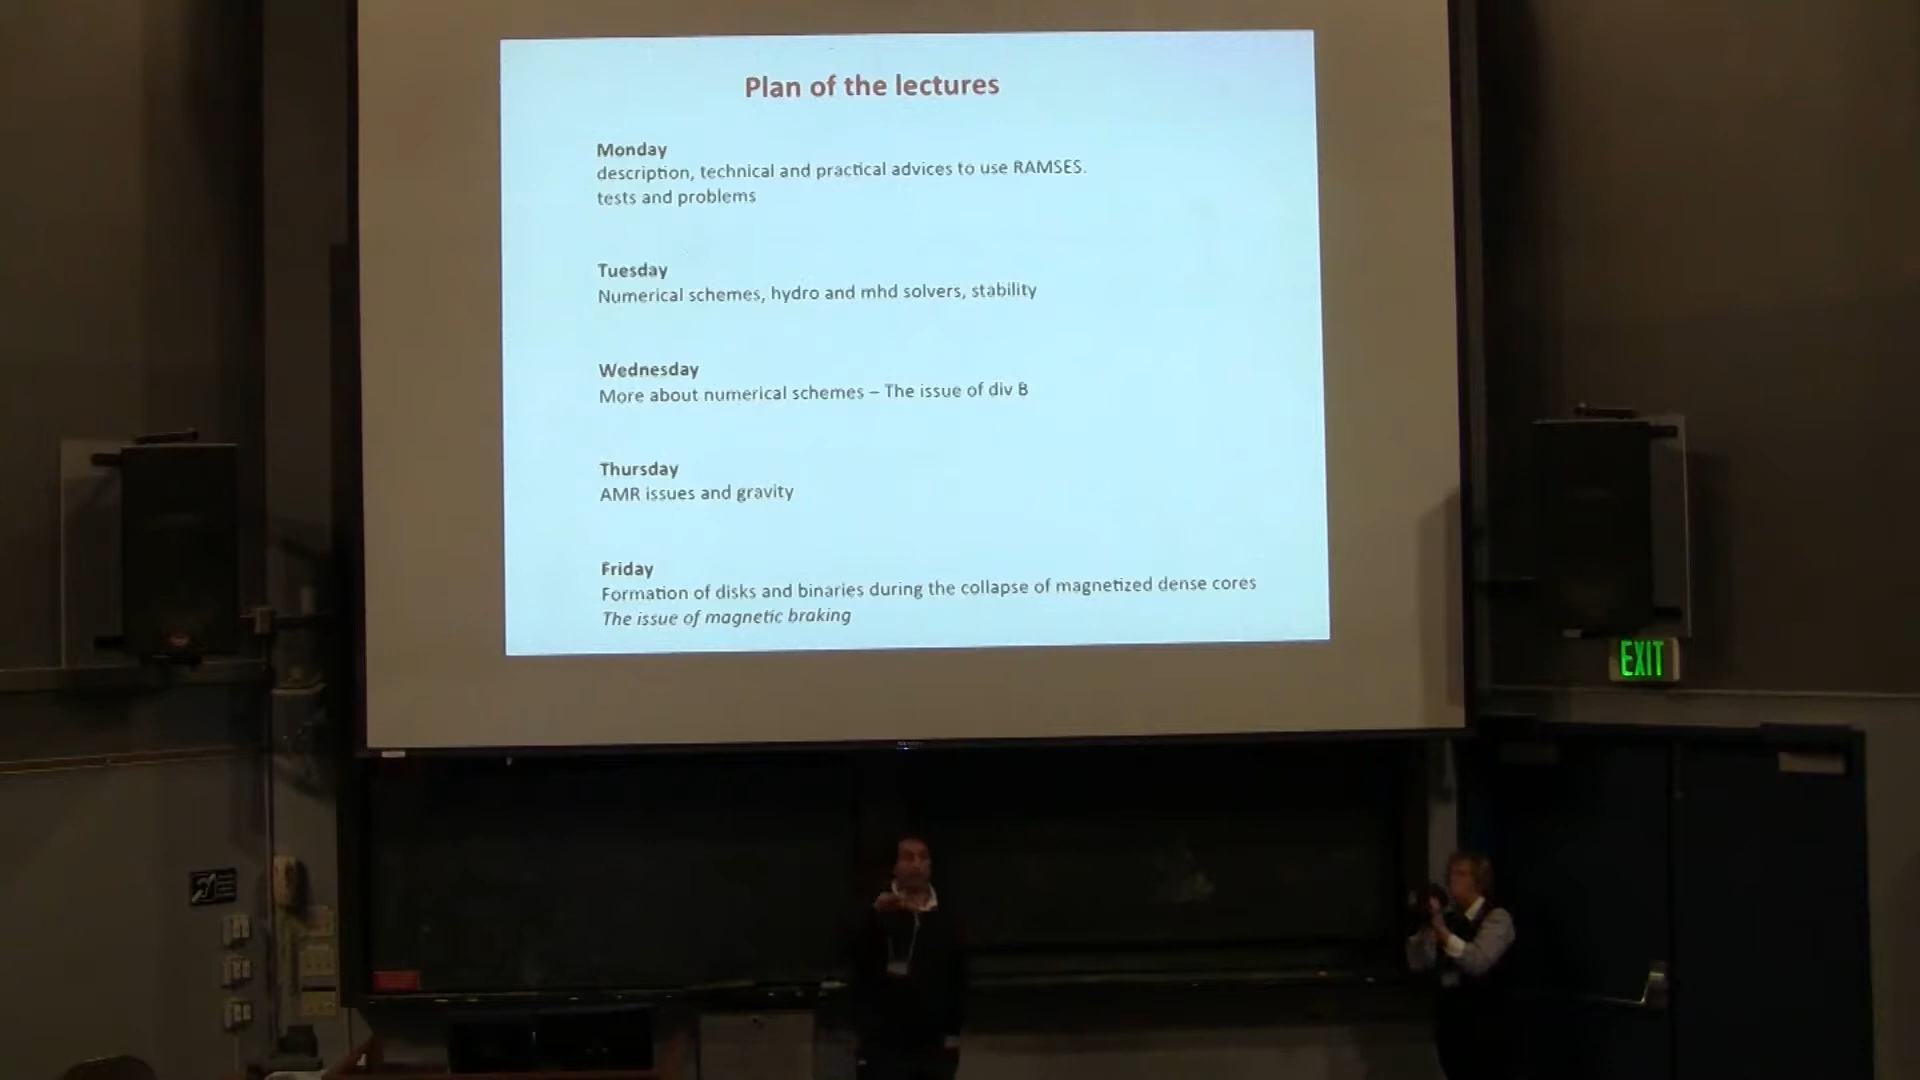 Plan of the lectures
Monday
description, technical and practical advices to use RAMSES.
tests and problems
Tuesday
Numerical schemes, hydro and mhd solvers, stability
Wednesday
More about numerical schemes – The issue of div B
Thursday
AMR issues and gravity
Friday
Formation of disks and binaries during the collapse of magnetized dense cores
The issue of magnetic braking
EXIT